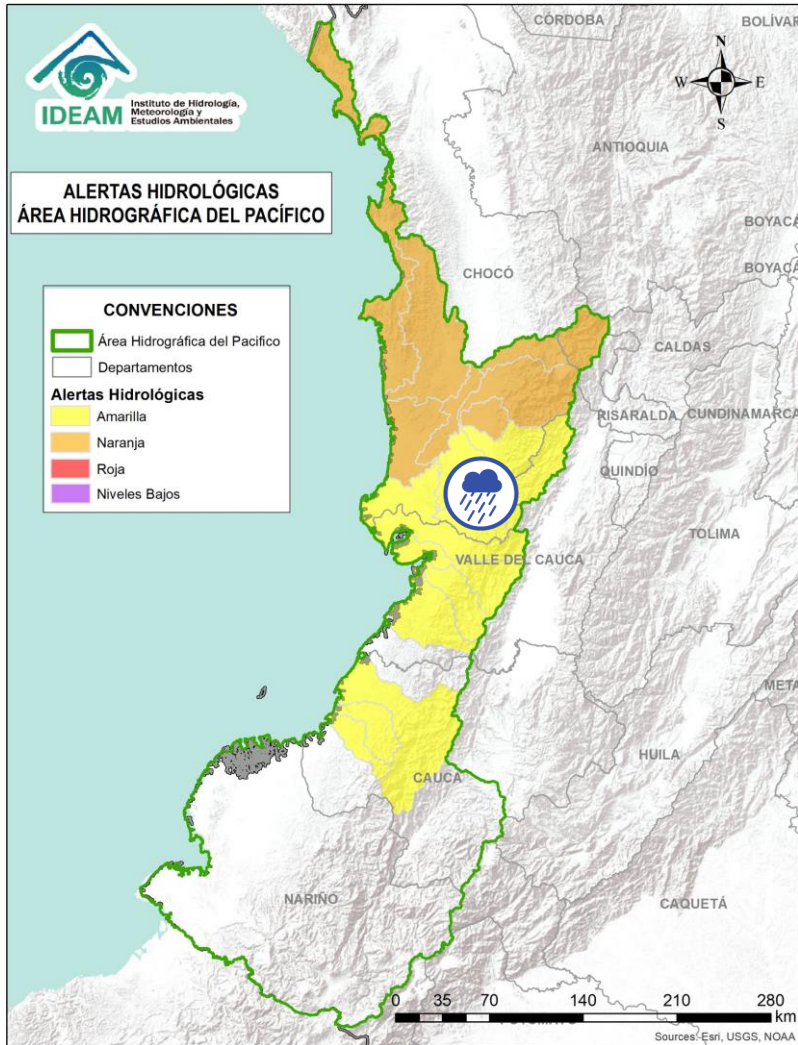 CÓRDOBA
BOLÍVAR
N
W
E
S
IDEAM
Instituto de Hidrología,
Meteorología y
Estudios Ambientales
ANTIOQUIA
ALERTAS HIDROLÓGICAS
ÁREA HIDROGRÁFICA DEL PACÍFICO
BOYACÁ
BOYACÁ
CHOCÓ
CONVENCIONES
Área Hidrográfica del Pacifico
Departamentos
Alertas Hidrológicas
Amarilla
Naranja
Roja
Niveles Bajos
CALDAS
RISARALDA
CUNDINAMARCA
QUINDÍO
TOLIMA
VALLE DEL CAUCA
META
HUILA
CAUCA
NARIÑO
CAQUETÁ
0 35 70 140 210 280
km
Sources: Esri, USGS, NOAA